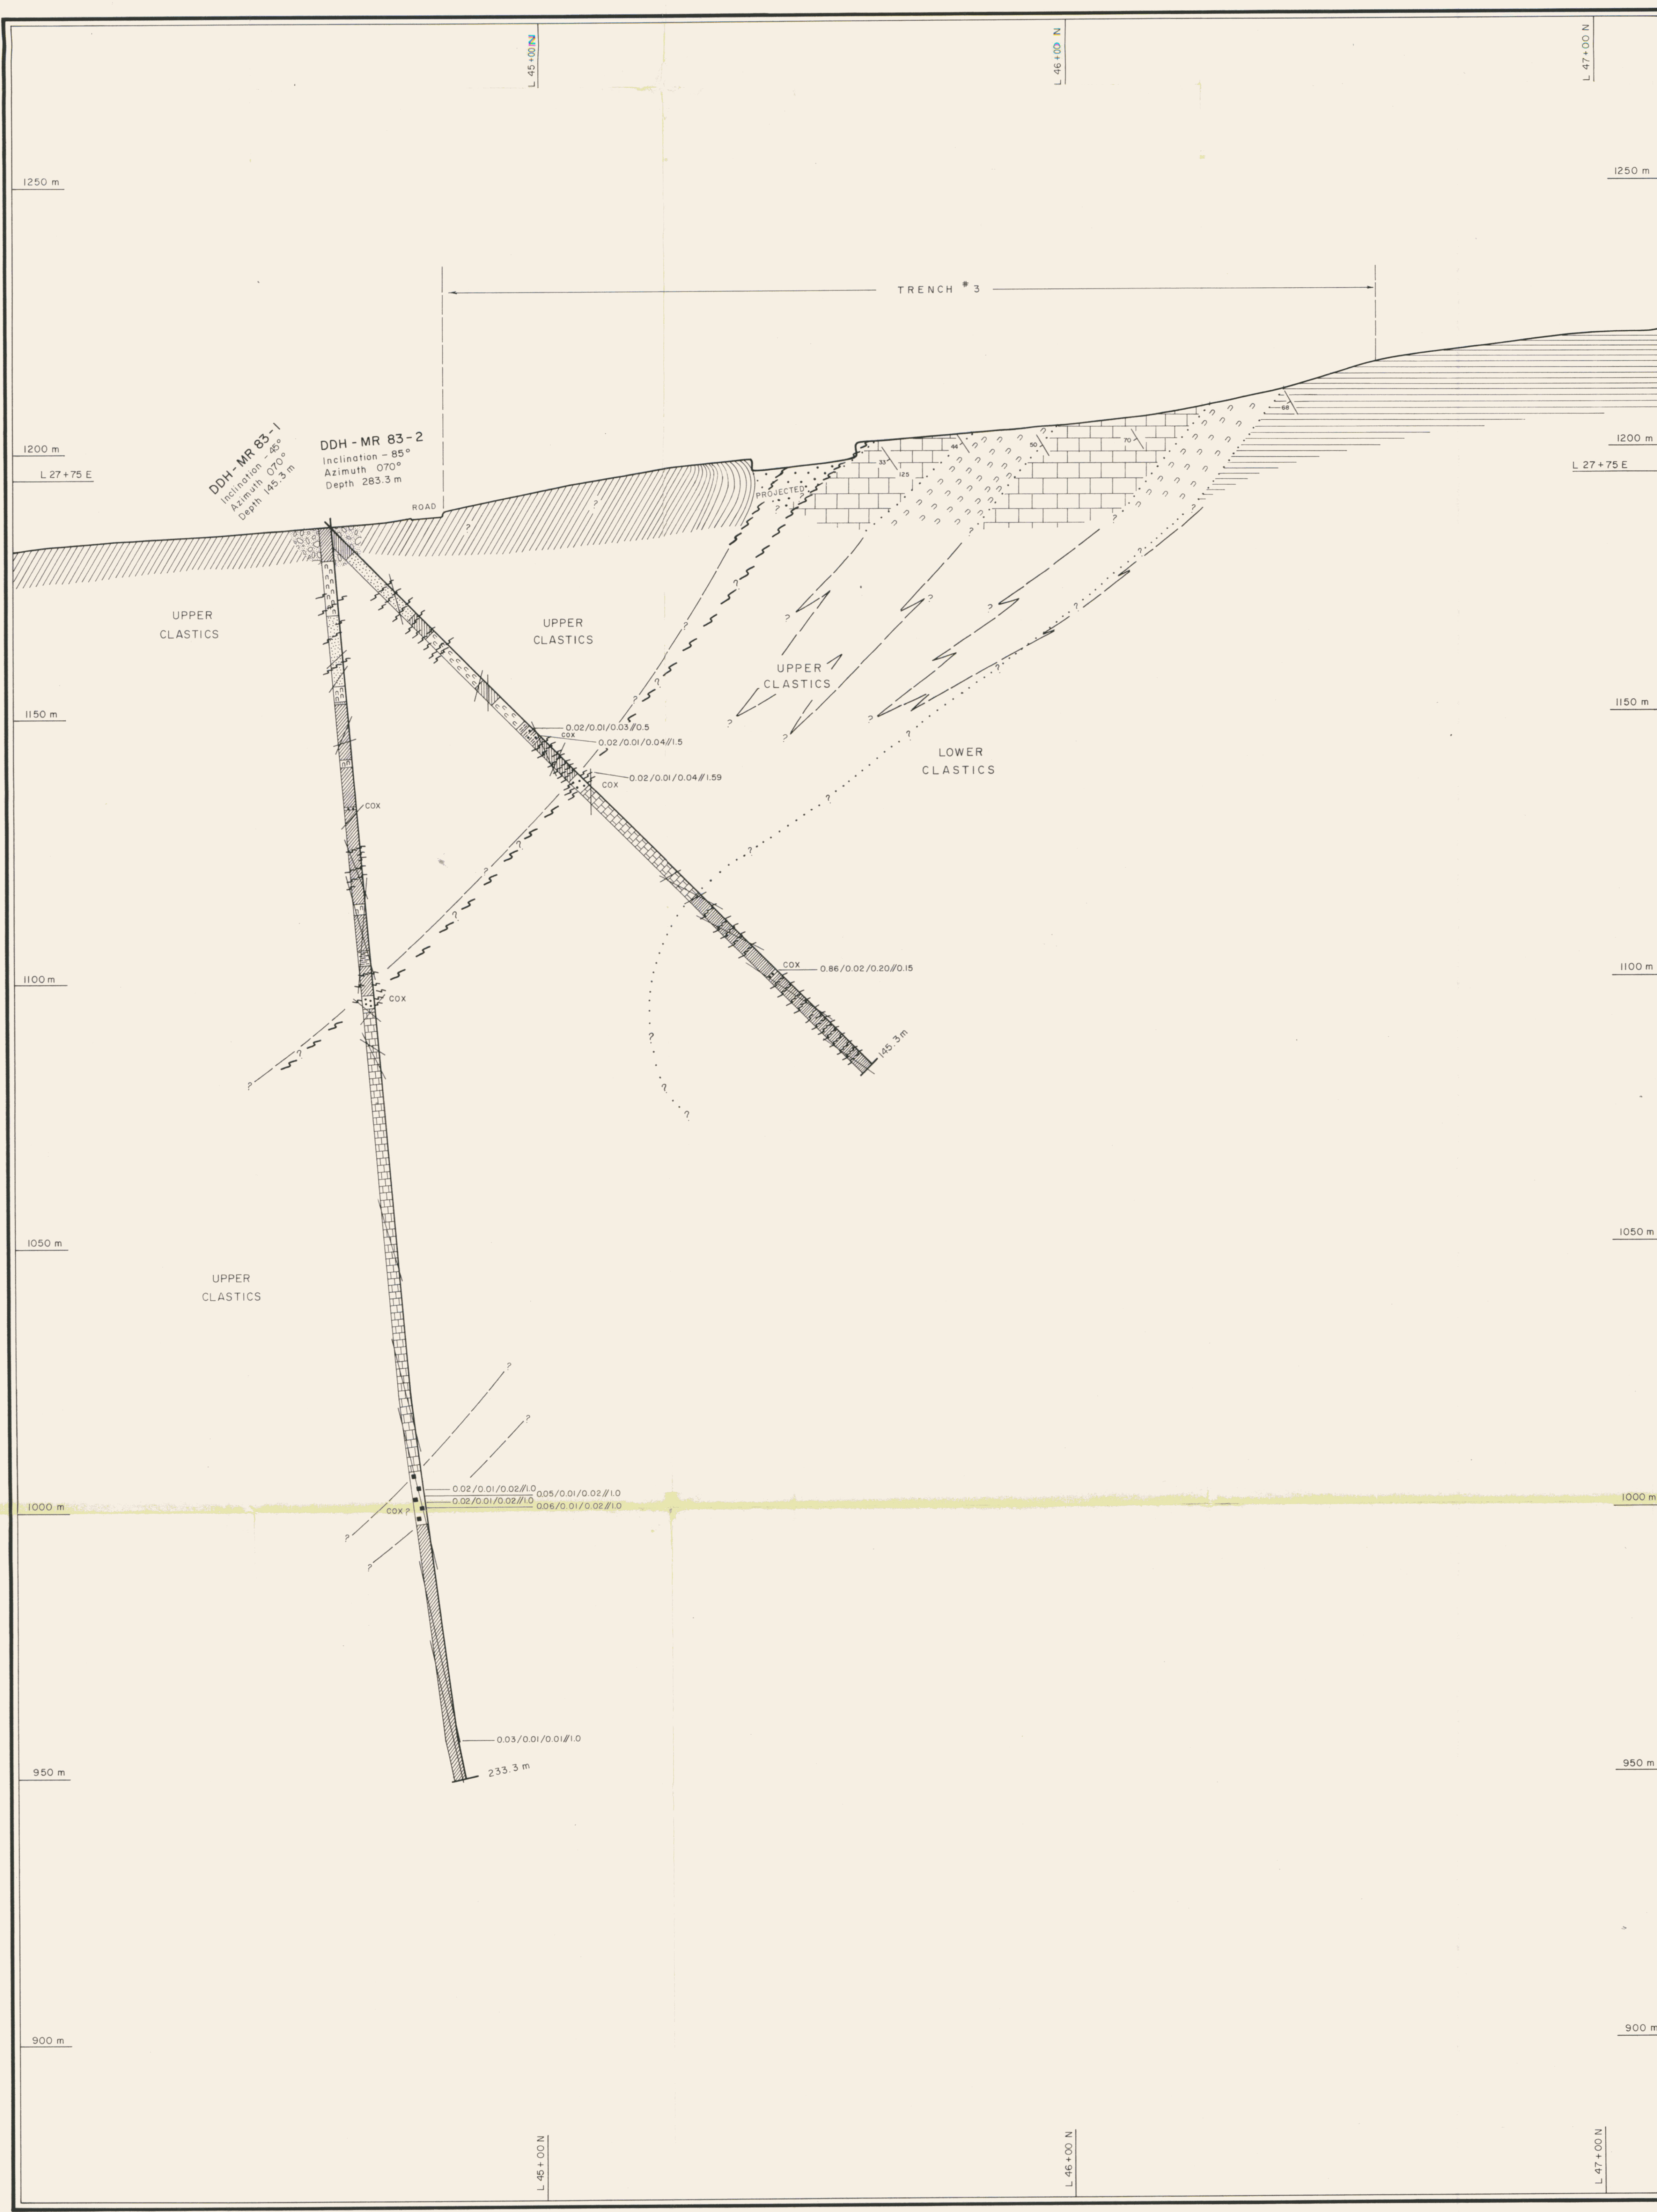 L 45+00 N
L 46+00 N
L 47+00 N
1250 m
1250 m
TRENCH #3
DDH-MR 83-1
Inclination -45°
Azimuth 070°
Depth 145.3 m
DDH-MR 83-2
Inclination -85°
Azimuth 070°
Depth 283.3 m
1200 m
1200 m
L 27+75 E
L 27+75 E
ROAD
PROJECTED
?
33
125
44
50
70
68
UPPER
CLASTICS
UPPER
CLASTICS
UPPER
CLASTICS
LOWER
CLASTICS
1150 m
1150 m
0.02/0.01/0.03//0.5
COX
0.02/0.01/0.04//1.5
0.02/0.01/0.04//1.59
COX
COX
COX
0.86/0.02/0.20//0.15
1100 m
1100 m
COX
145.3 m
1050 m
1050 m
UPPER
CLASTICS
0.02/0.01/0.02//1.0
0.05/0.01/0.02//1.0
0.02/0.01/0.02//1.0
0.06/0.01/0.02//1.0
COX ?
1000 m
1000 m
0.03/0.01/0.01//1.0
233.3 m
950 m
950 m
900 m
900 m
L 45+00 N
L 46+00 N
L 47+00 N